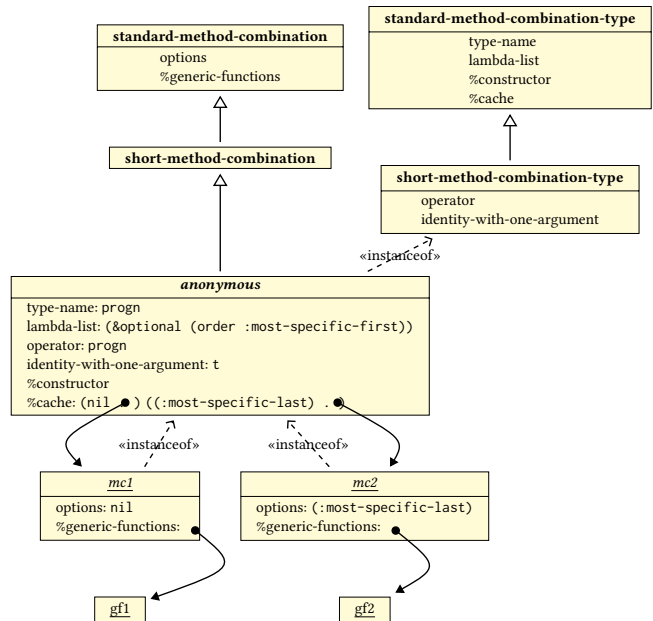 standard-method-combination
options
%generic-functions
standard-method-combination-type
type-name
lambda-list
%constructor
%cache
short-method-combination
short-method-combination-type
operator
identity-with-one-argument
«instanceof»
anonymous
type-name: progn
lambda-list: (&optional (order :most-specific-first))
operator: progn
identity-with-one-argument: t
%constructor
%cache: (nil . ) ((:most-specific-last) . )
«instanceof»
«instanceof»
mc1
options: nil
%generic-functions:
mc2
options: (:most-specific-last)
%generic-functions:
gf1
gf2